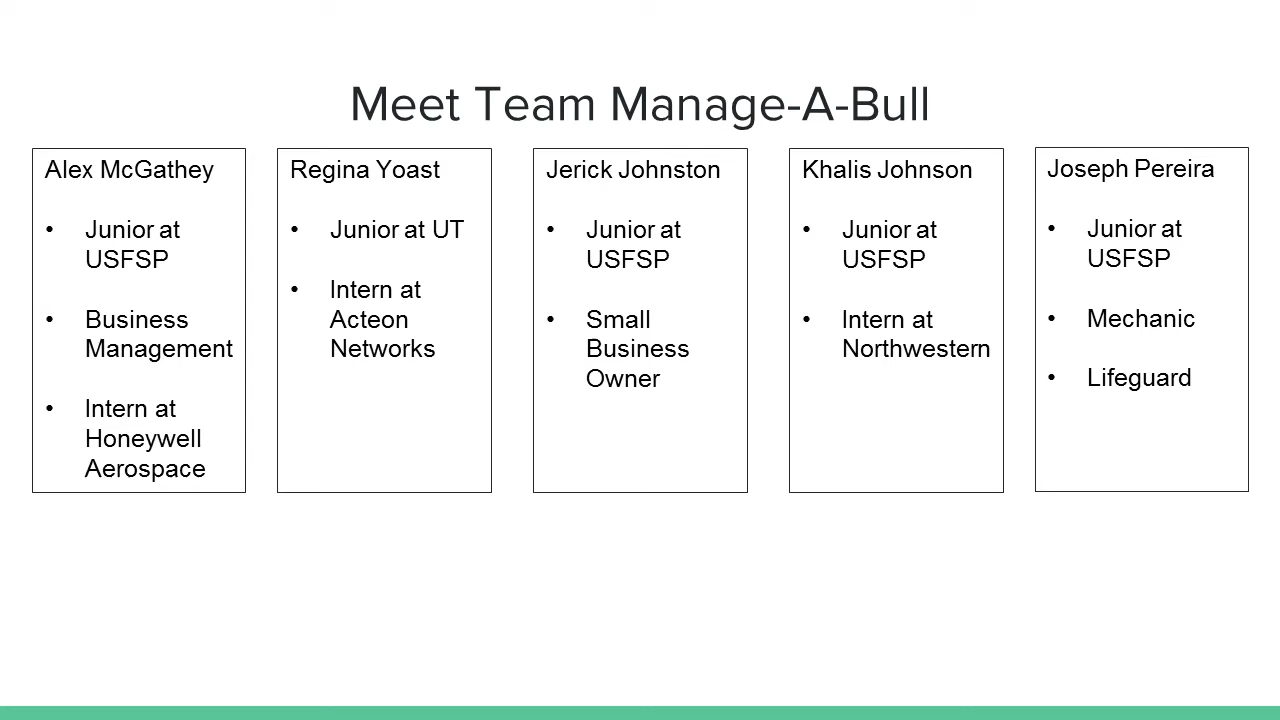 Meet Team Manage-A-Bull
Alex McGathey
• Junior at
USFSP
• Business
Management
• Intern at
Honeywell
Aerospace
Regina Yoast
• Junior at UT
• Intern at
Acteon
Networks
Jerick Johnston
• Junior at
USFSP
• Small
Business
Owner
Khalis Johnson
• Junior at
USFSP
• Intern at
Northwestern
Joseph Pereira
• Junior at
USFSP
• Mechanic
• Lifeguard